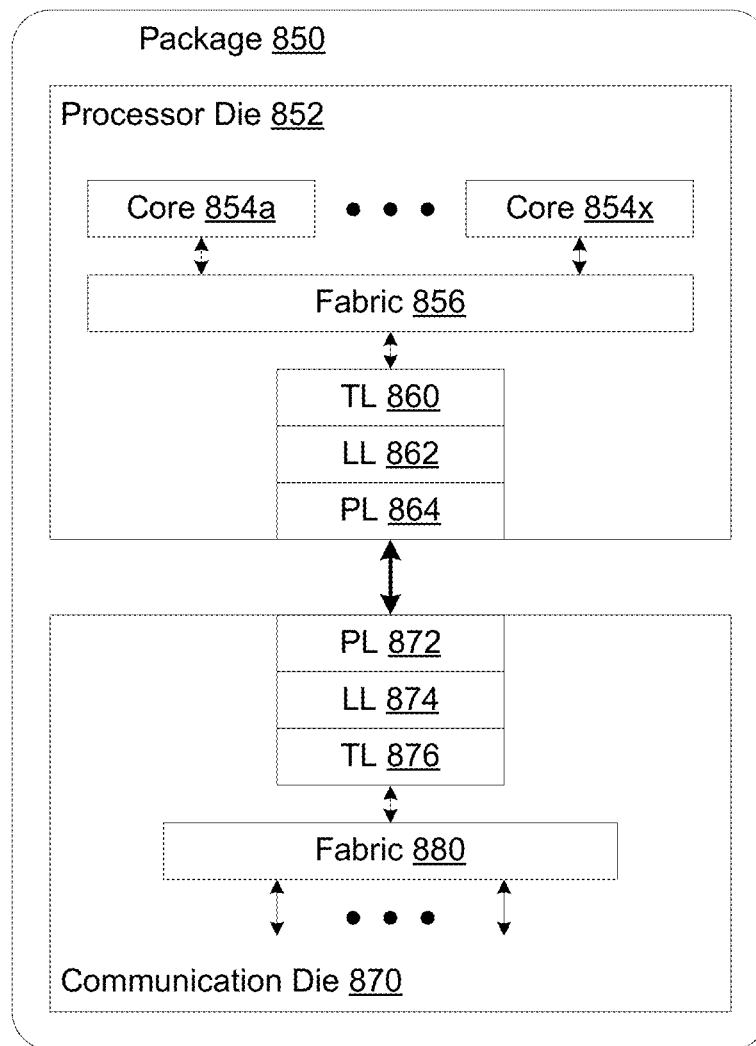 Package 850
Processor Die 852
Core 854a
Core 854x
Fabric 856
TL 860
LL 862
PL 864
PL 872
LL 874
TL 876
Fabric 880
Communication Die 870